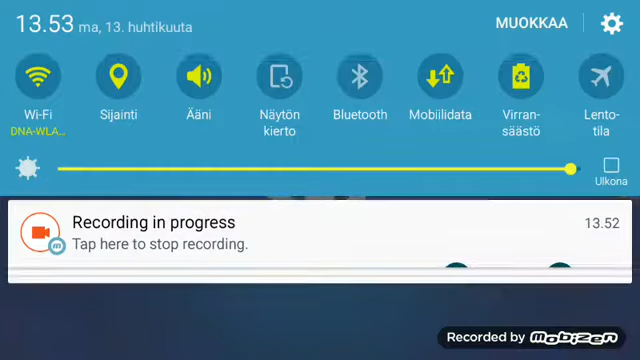 13.53 ma, 13. huhtikuuta MUOKKAA
Wi-Fi
DNA-WLA...
Sijainti
Ääni
Näytön
kierto
Bluetooth
Mobiilidata
Virran-
säästö
Lento-
tila
Ulkona
Recording in progress 13.52
Tap here to stop recording.
m
Recorded by Mobizen